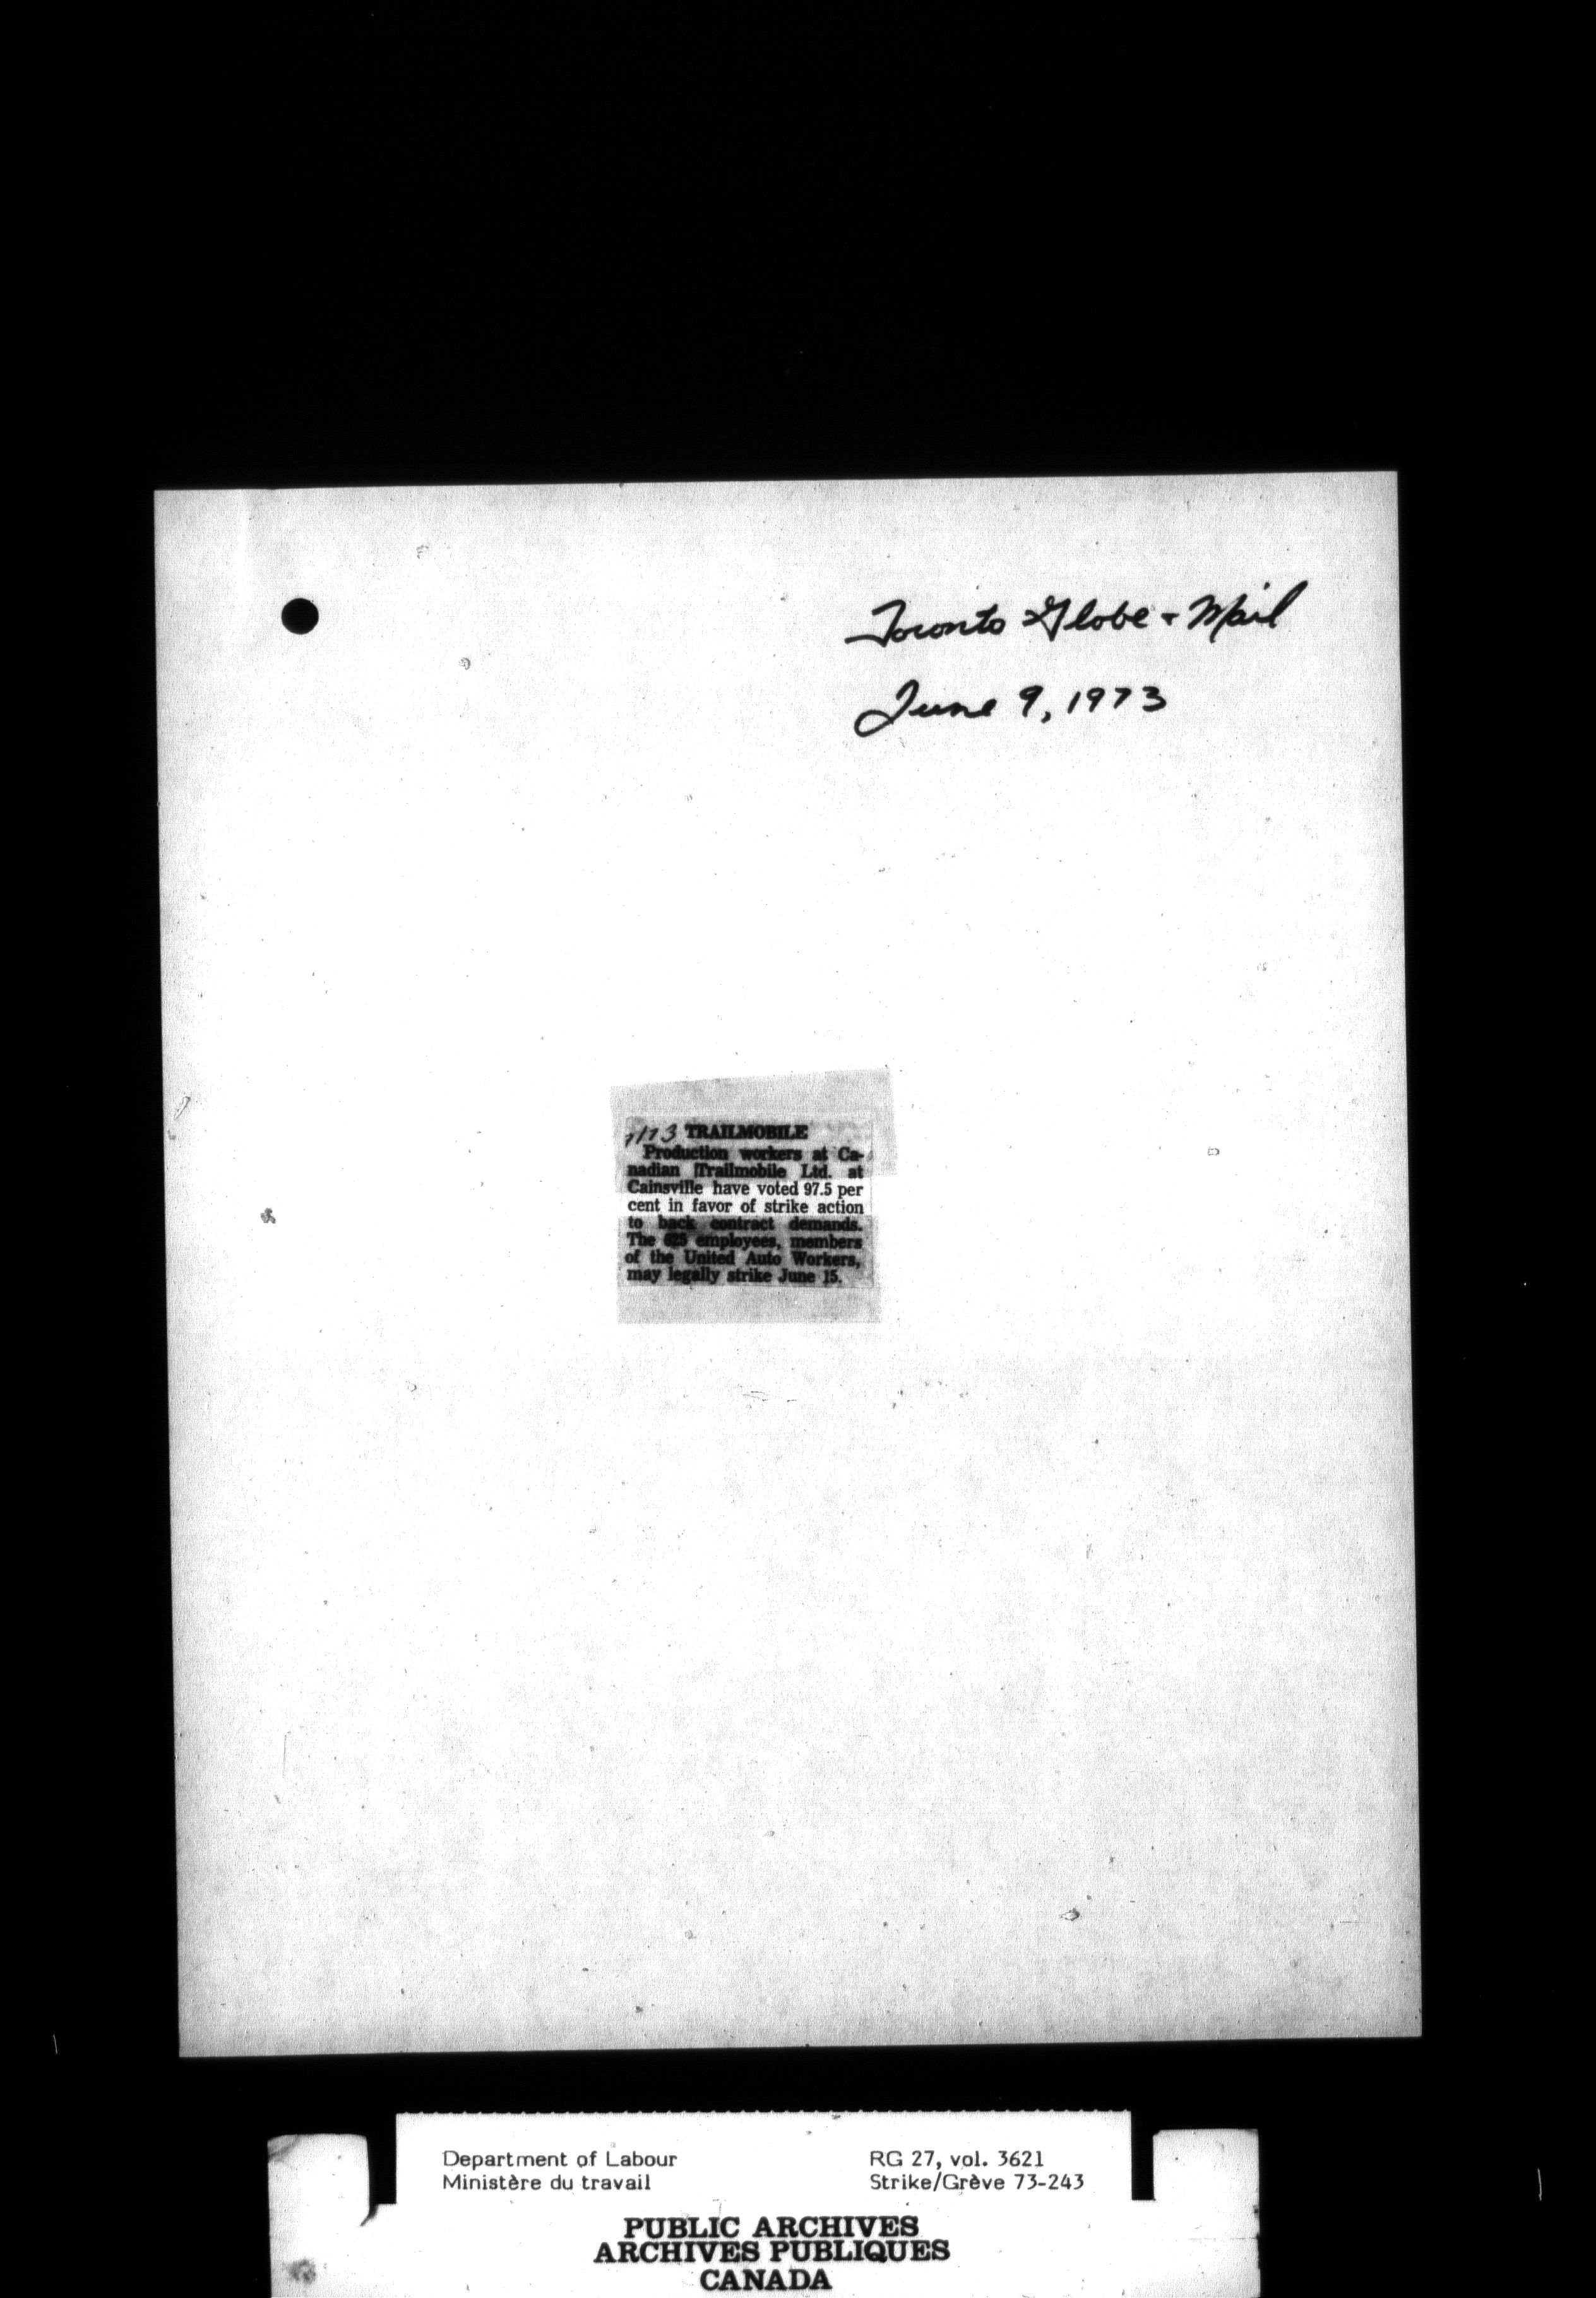 Toronto Globe + Mail
June 9, 1973
7/73 TRAILMOBILE
Production workers at Ca-
nadian Trailmobile Ltd. at
Cainsville have voted 97.5 per
cent in favor of strike action
to back contract demands.
The 625 employees, members
of the United Auto Workers,
may legally strike June 15.
Department of Labour
Ministère du travail
RG 27, vol. 3621
Strike/Grève 73-243
PUBLIC ARCHIVES
ARCHIVES PUBLIQUES
CANADA